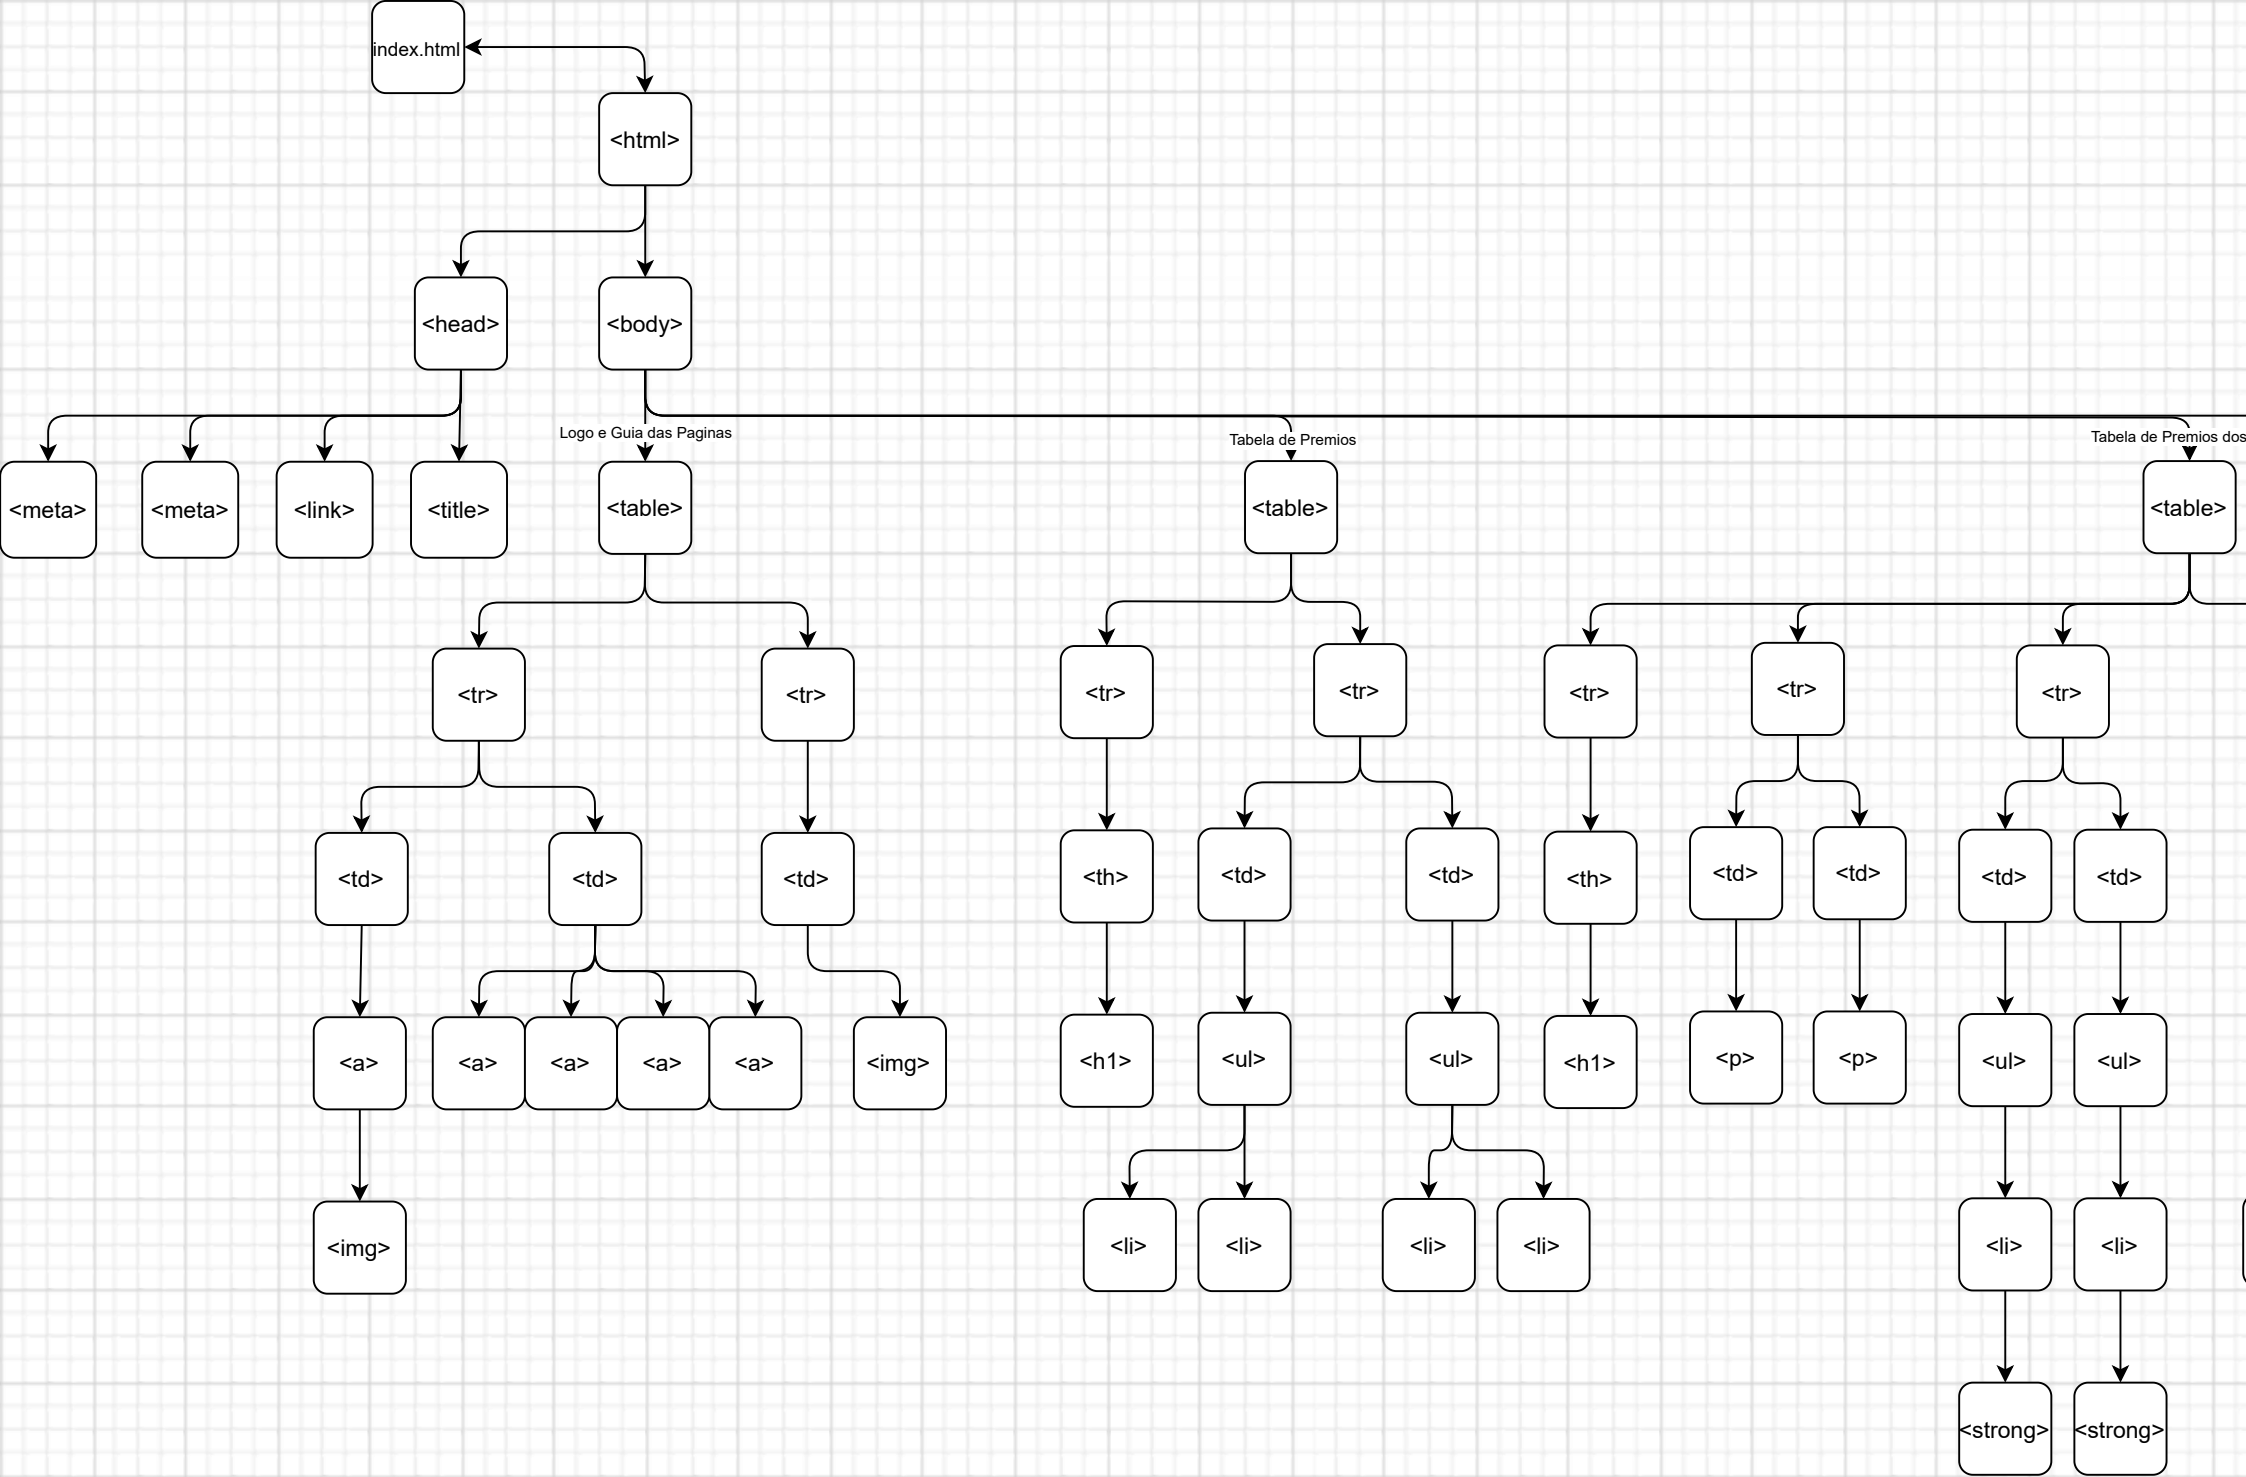 index.html
<html>
<head>
<body>
Logo e Guia das Paginas
Tabela de Premios
Tabela de Premios dos
<meta>
<meta>
<link>
<title>
<table>
<table>
<table>
<tr>
<tr>
<tr>
<tr>
<tr>
<tr>
<tr>
<td>
<td>
<td>
<th>
<td>
<td>
<th>
<td>
<td>
<td>
<td>
<a>
<a>
<a>
<a>
<a>
<img>
<h1>
<ul>
<ul>
<h1>
<p>
<p>
<ul>
<ul>
<img>
<li>
<li>
<li>
<li>
<li>
<li>
<strong>
<strong>